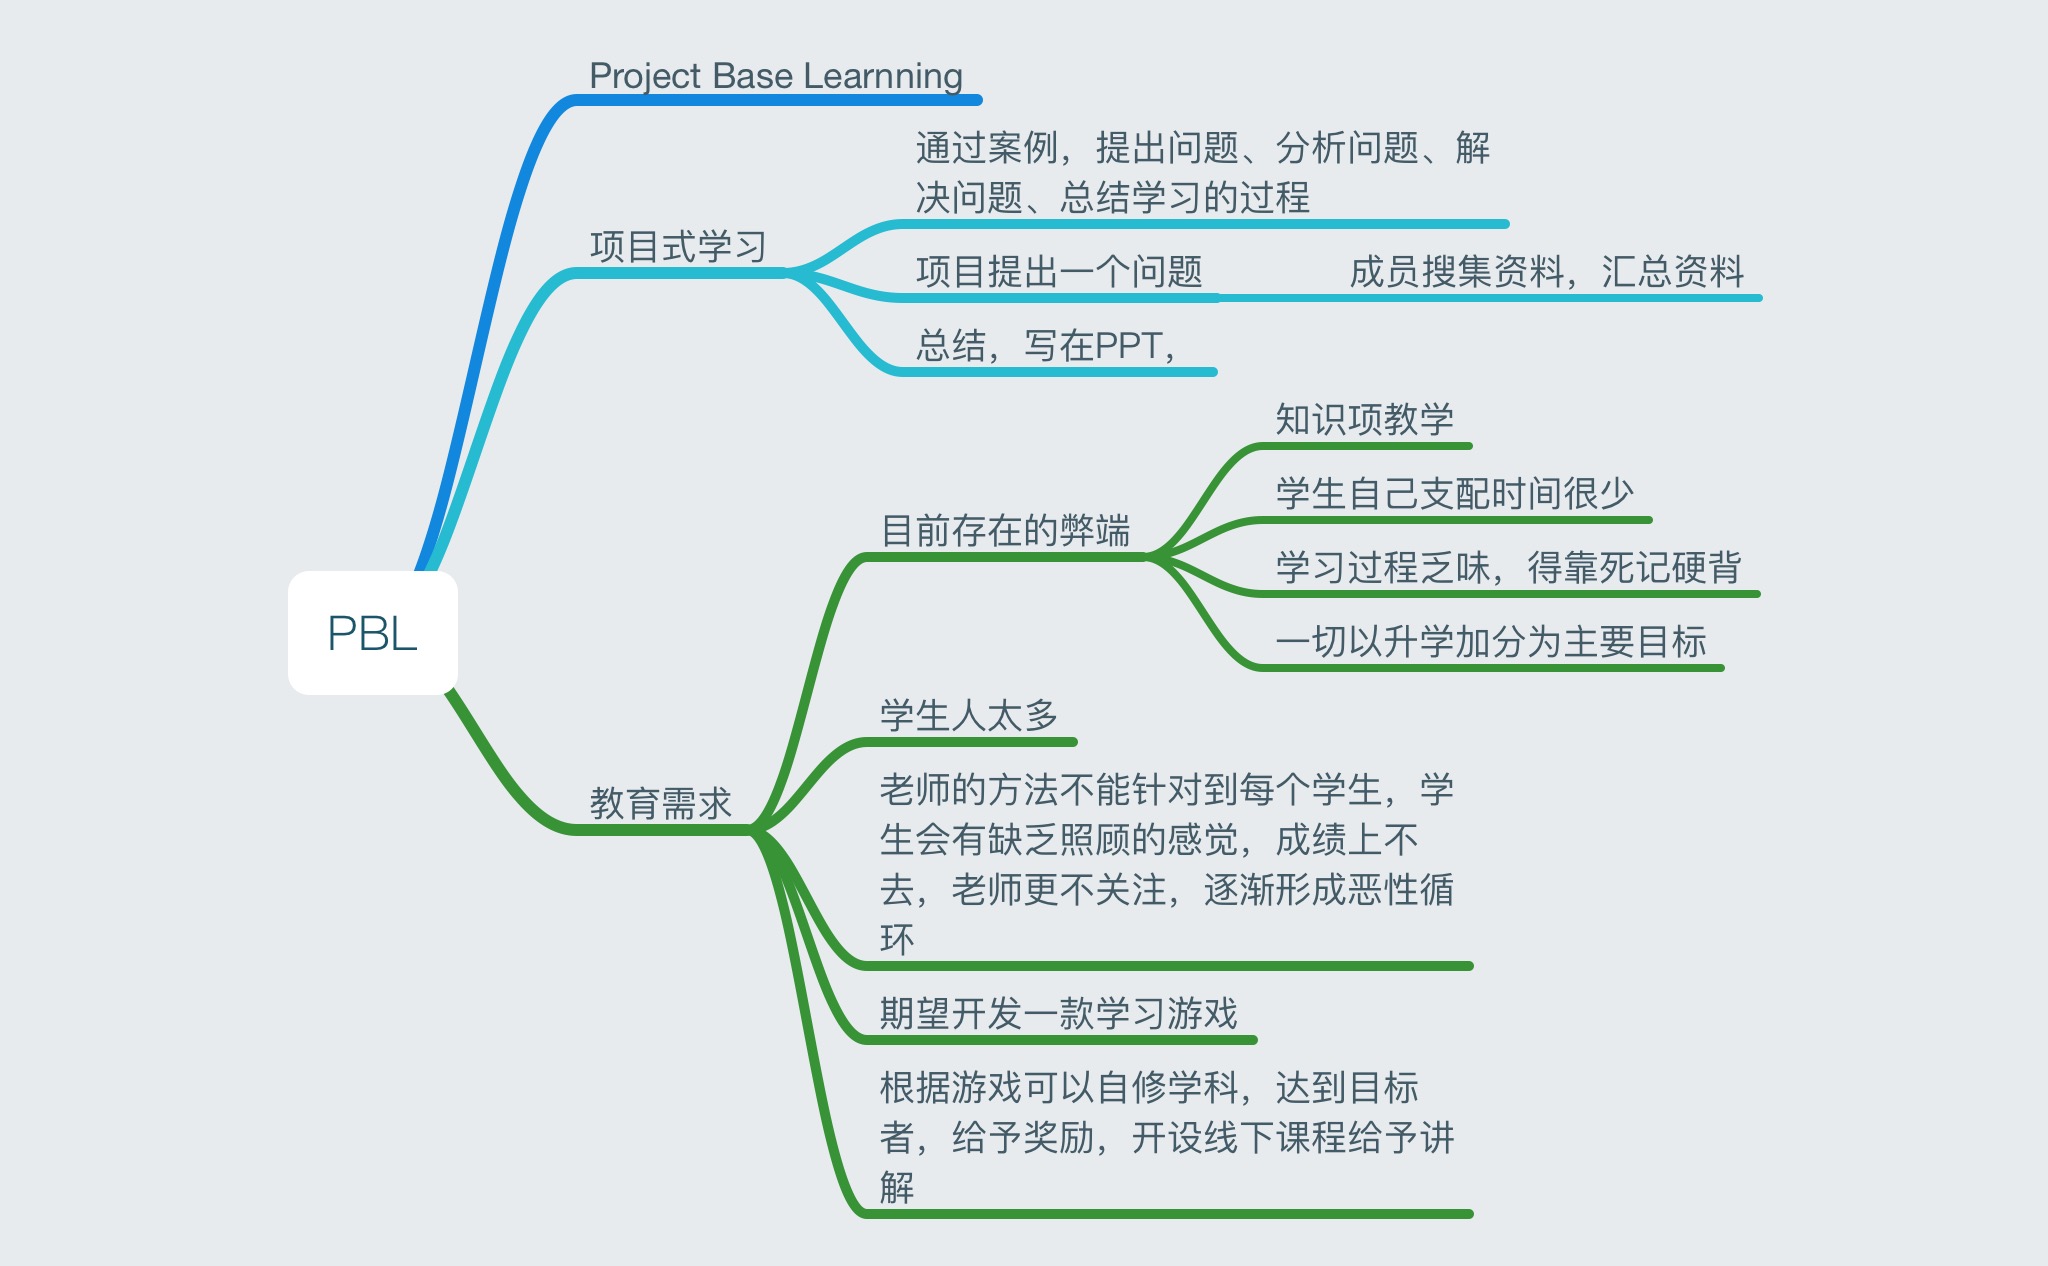 Project Base Learnning
通过案例，提出问题、分析问题、解
决问题、总结学习的过程
项目式学习
项目提出一个问题
成员搜集资料，汇总资料
总结，写在PPT，
知识项教学
学生自己支配时间很少
目前存在的弊端
学习过程乏味，得靠死记硬背
一切以升学加分为主要目标
PBL
学生人太多
教育需求
老师的方法不能针对到每个学生，学
生会有缺乏照顾的感觉，成绩上不
去，老师更不关注，逐渐形成恶性循
环
期望开发一款学习游戏
根据游戏可以自修学科，达到目标
者，给予奖励，开设线下课程给予讲
解